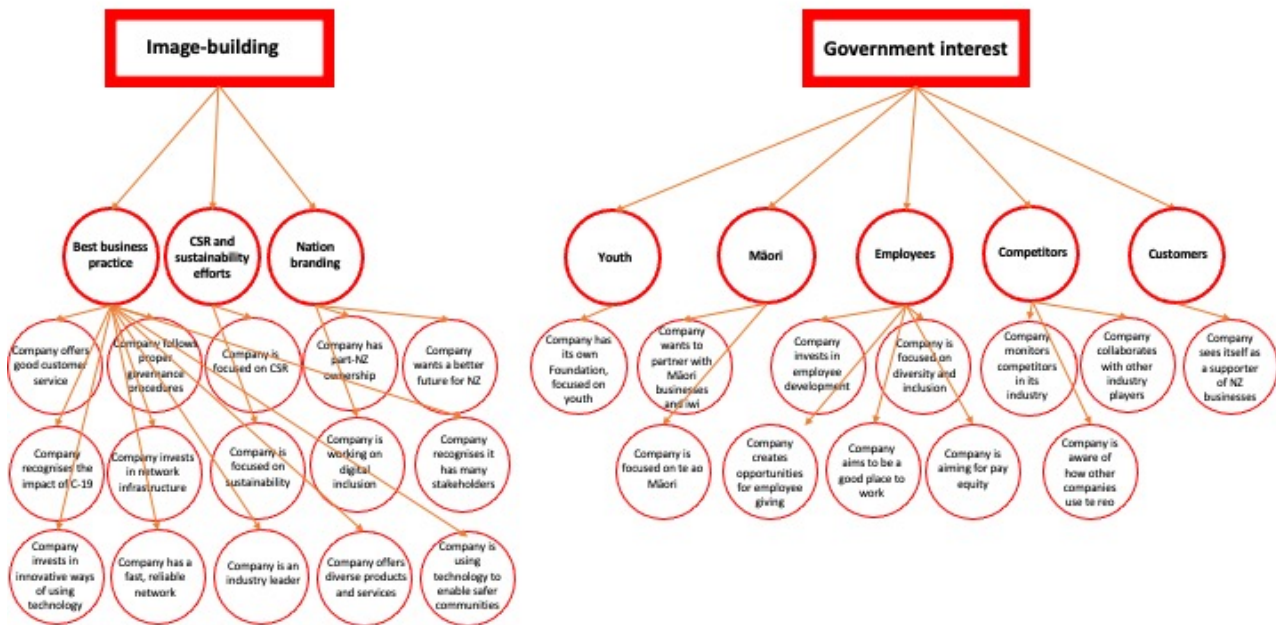 Image-building
Government interest
Best business
practice
CSR and
sustainability
efforts
Nation
branding
Youth
Māori
Employees
Competitors
Customers
Company offers
good customer
service
Company follows
proper
governance
procedures
Company is
focused on CSR
Company has
part-NZ
ownership
Company
wants a better
future for NZ
Company has
its own
Foundation,
focused on
youth
Company
wants to
partner with
Māori
businesses
and iwi
Company
invests in
employee
development
Company is
focused on
diversity and
inclusion
Company
monitors
competitors
in its
industry
Company
collaborates
with other
industry
players
Company
sees itself as
a supporter
of NZ
businesses
Company
recognises the
impact of C-19
Company invests
in network
infrastructure
Company is
focused on
sustainability
Company is
working on
digital
inclusion
Company
recognises it
has many
stakeholders
Company is
focused on te ao
Māori
Company
creates
opportunities
for employee
giving
Company
aims to be a
good place to
work
Company is
aiming for pay
equity
Company is
aware of
how other
companies
use te reo
Company
invests in
innovative ways
of using
technology
Company has a
fast, reliable
network
Company is an
industry leader
Company offers
diverse products
and services
Company is
using
technology to
enable safer
communities